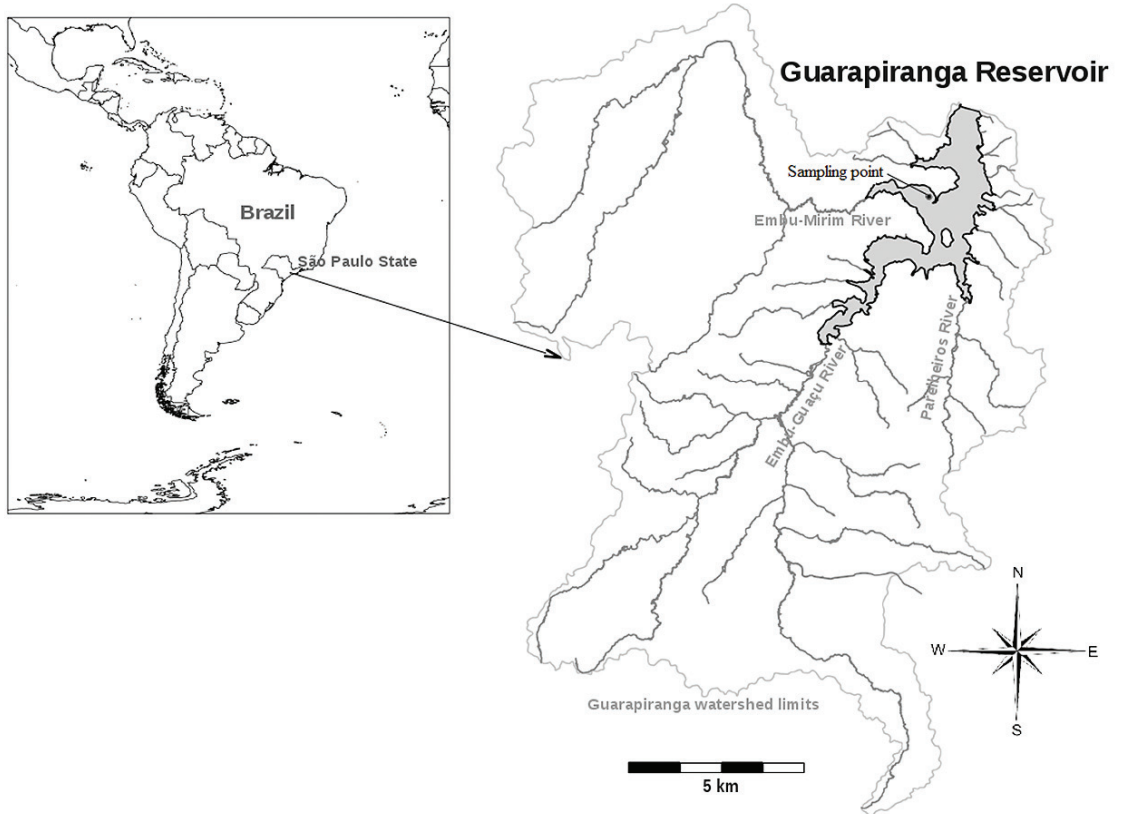 Guarapiranga Reservoir
Sampling point
Brazil
Embu-Mirim River
São Paulo State
Parelheiros River
Embu-Guaçu River
N
W
E
S
Guarapiranga watershed limits
5 km